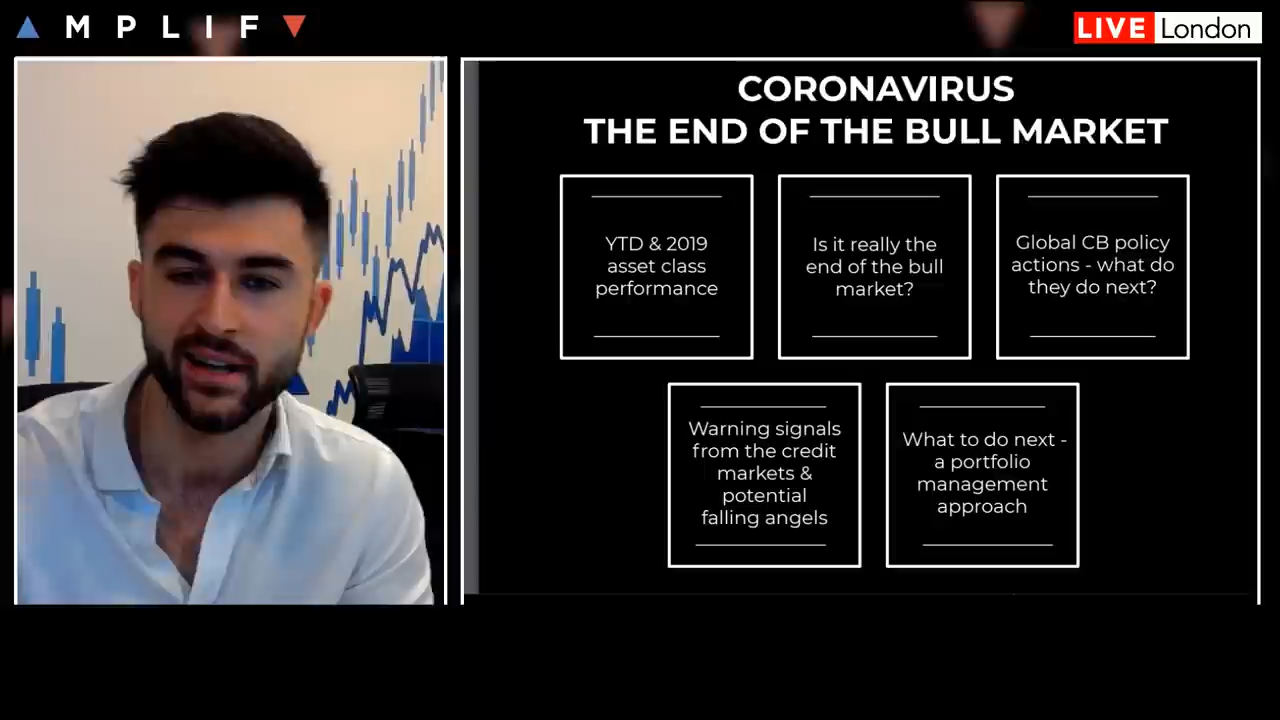 AMPLIFY
LIVE London
CORONAVIRUS
THE END OF THE BULL MARKET
YTD & 2019
asset class
performance
Is it really the
end of the bull
market?
Global CB policy
actions - what do
they do next?
Warning signals
from the credit
markets &
potential
falling angels
What to do next -
a portfolio
management
approach